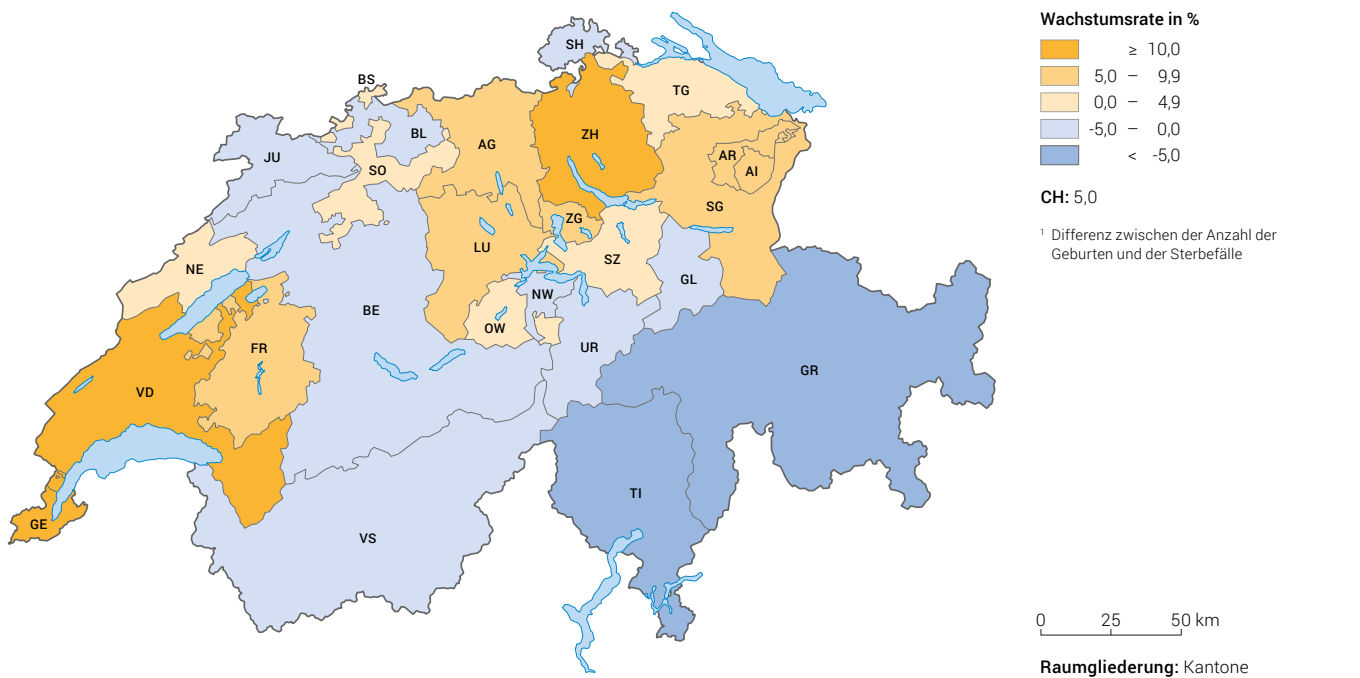 SH
BS
TG
BL
ZH
AG
JU
AR
SO
AI
SG
ZG
LU
SZ
NE
GL
NW
BE
OW
UR
FR
GR
VD
TI
GE
VS
Wachstumsrate in %
≥ 10,0
5,0 – 9,9
0,0 – 4,9
-5,0 – 0,0
< -5,0
CH: 5,0
¹ Differenz zwischen der Anzahl der
Geburten und der Sterbefälle
0 25 50 km
Raumgliederung: Kantone